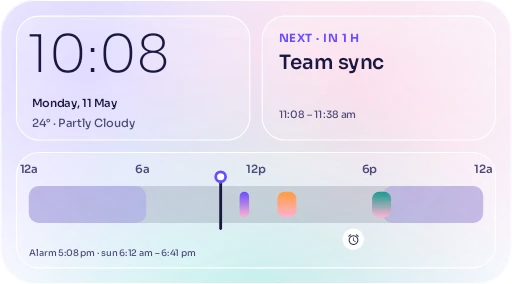 10:08
Monday, 11 May
24° · Partly Cloudy
NEXT · IN 1 H
Team sync
11:08 – 11:38 am
12a 6a 12p 6p 12a
Alarm 5:08 pm · sun 6:12 am – 6:41 pm